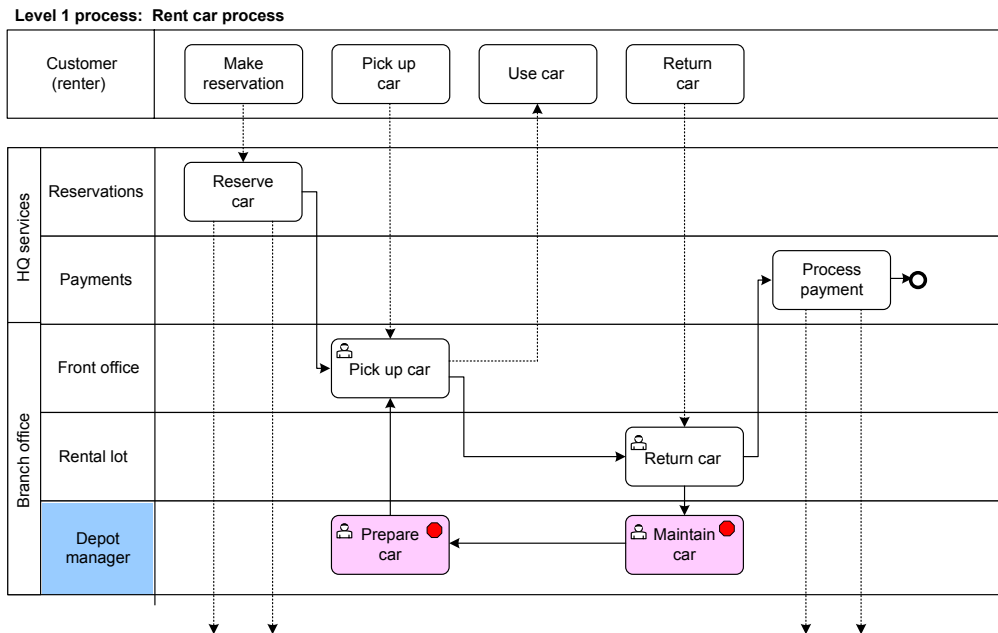 Level 1 process:  Rent car process
Customer
(renter)
Make
reservation
Pick up
car
Use car
Return
car
HQ services
Reservations
Reserve
car
Payments
Process
payment
Branch office
Front office
Pick up car
Rental lot
Return car
Depot
manager
Prepare
car
Maintain
car